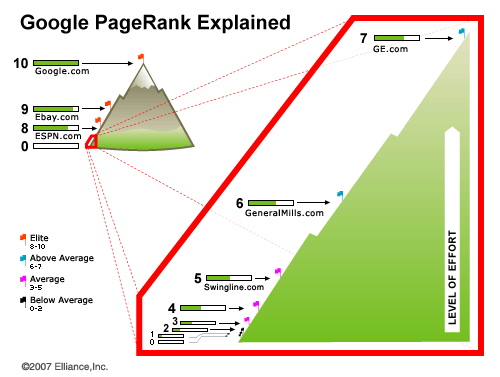 Google PageRank Explained
10
Google.com
9
Ebay.com
8
ESPN.com
0
7
GE.com
6
GeneralMills.com
5
Swingline.com
4
3
2
1
0
LEVEL OF EFFORT
Elite
8-10
Above Average
6-7
Average
3-5
Below Average
0-2
©2007 Elliance,Inc.